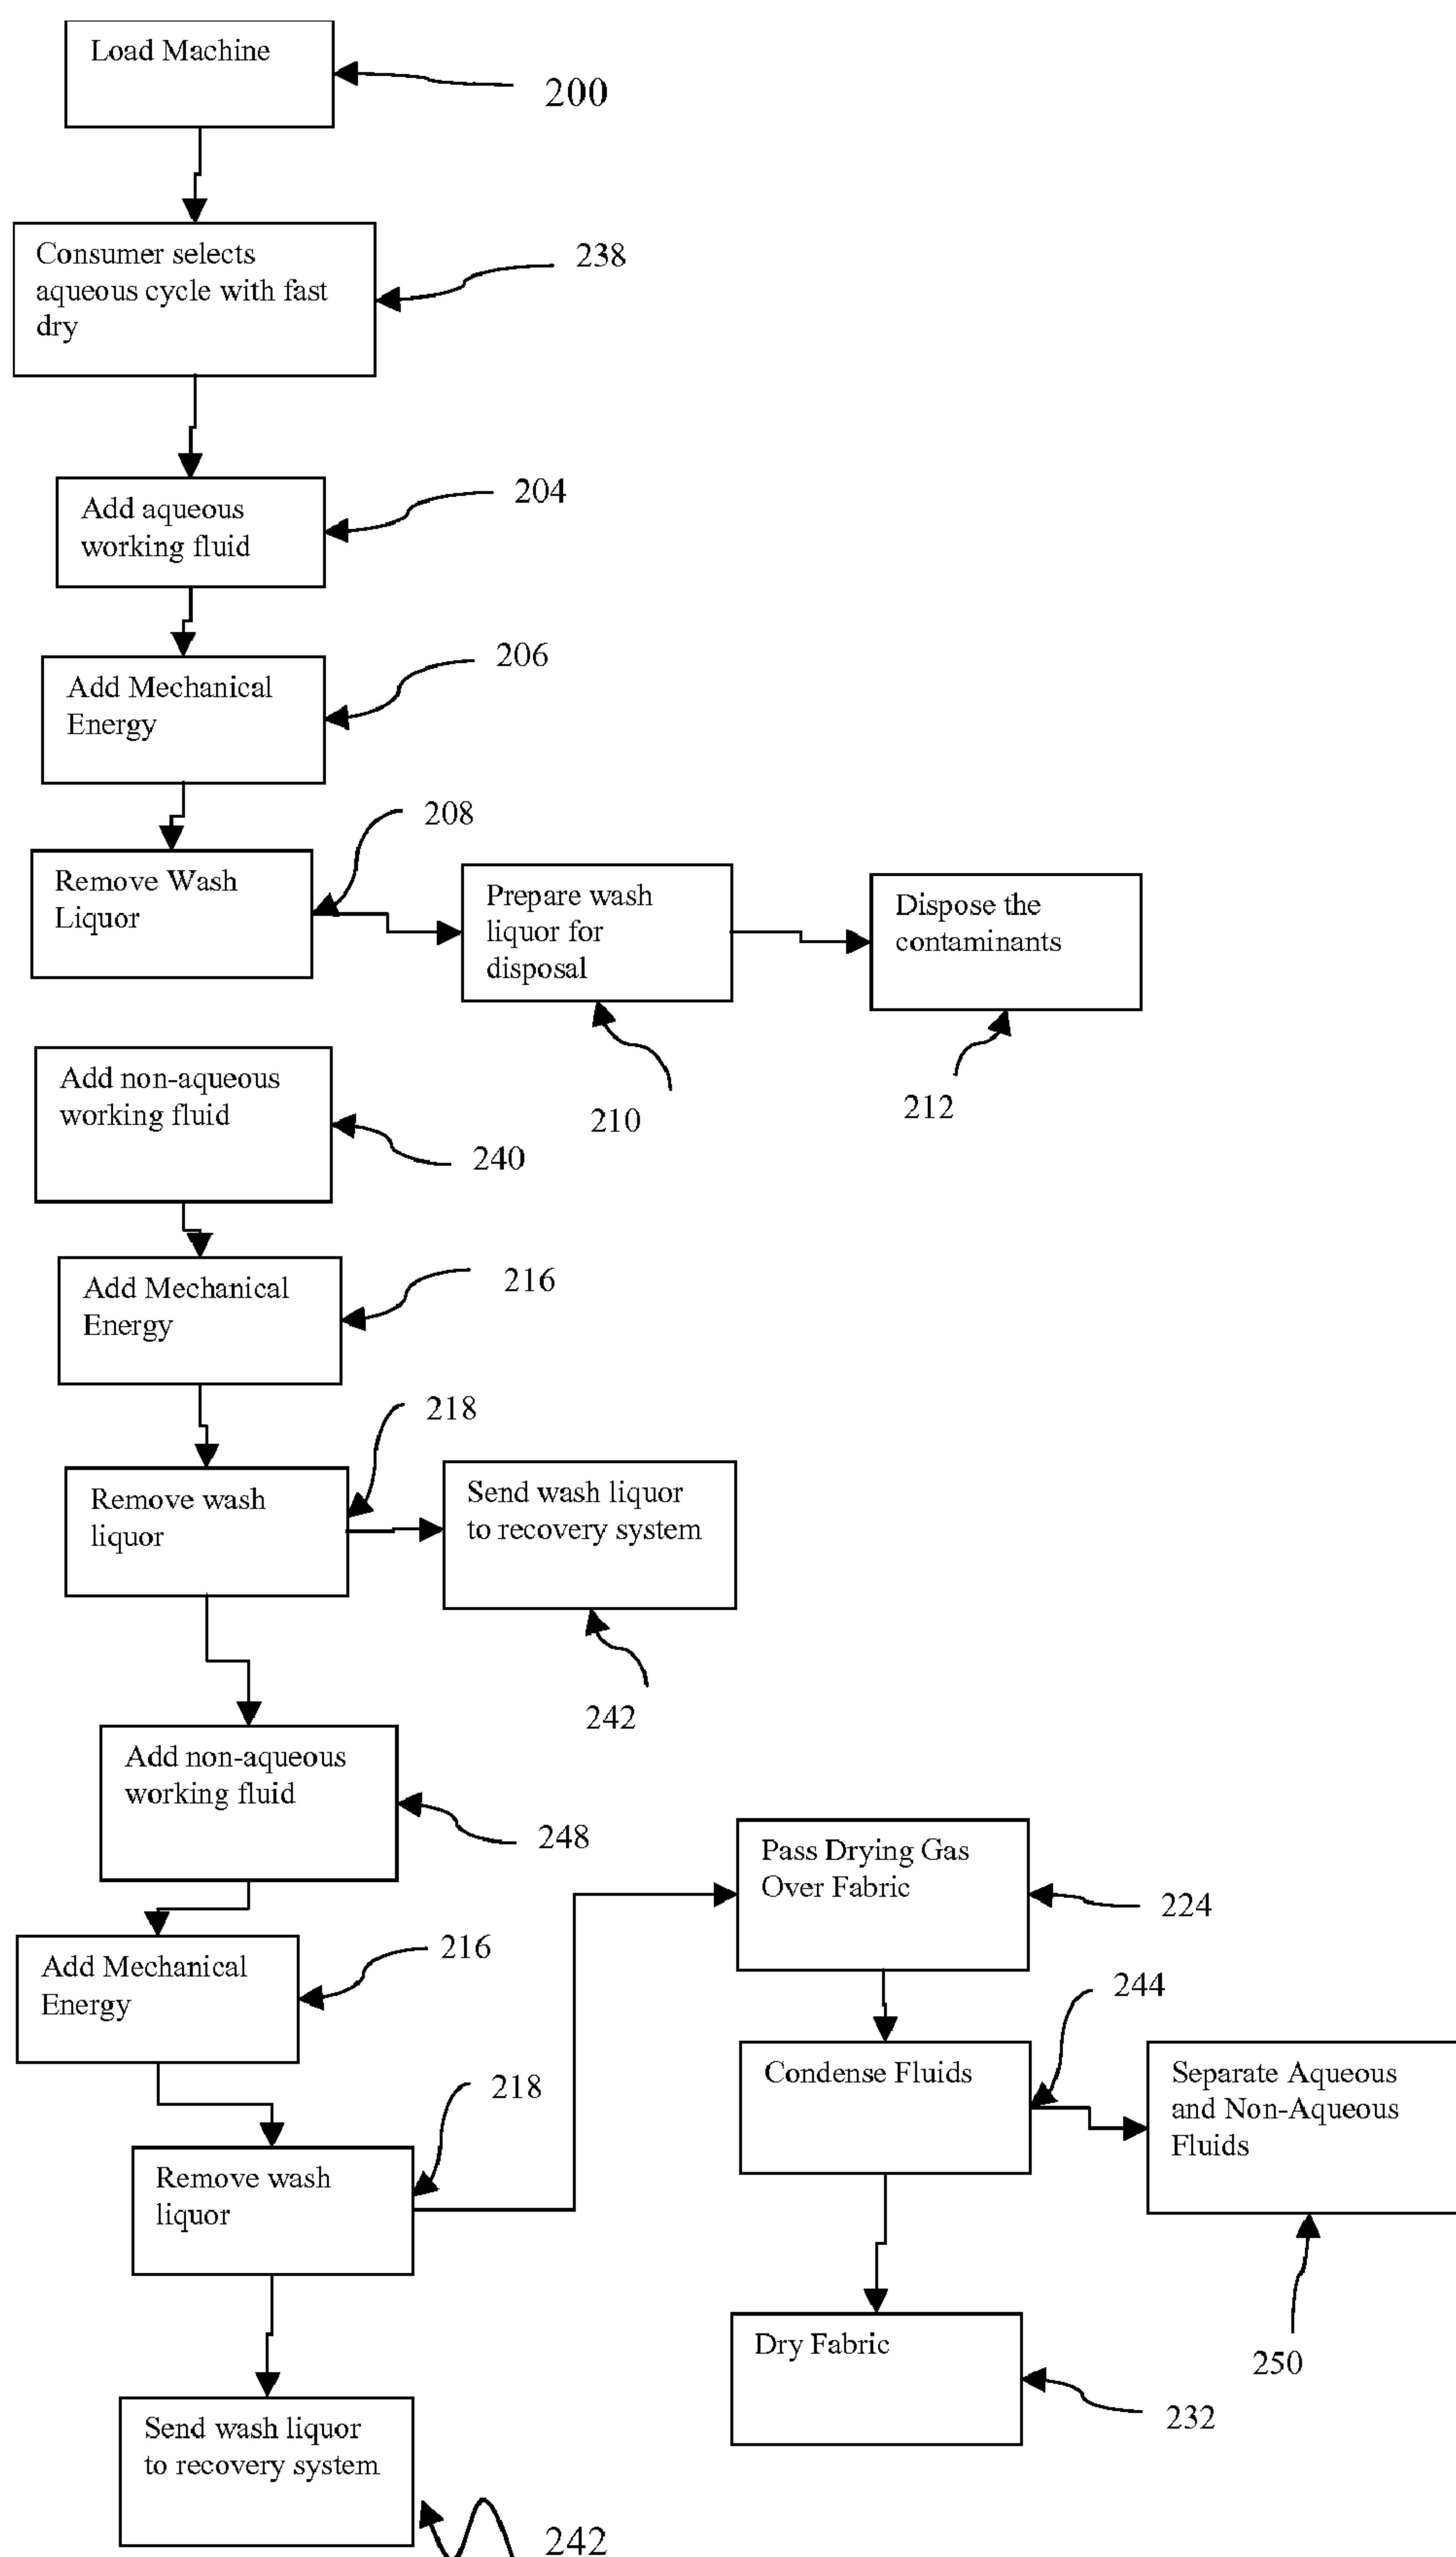 Load Machine
200
Consumer selects
aqueous cycle with fast
dry
238
Add aqueous
working fluid
204
Add Mechanical
Energy
206
Remove Wash
Liquor
208
Prepare wash
liquor for
disposal
210
Dispose the
contaminants
212
Add non-aqueous
working fluid
240
Add Mechanical
Energy
216
Remove wash
liquor
218
Send wash liquor
to recovery system
242
Add non-aqueous
working fluid
248
Add Mechanical
Energy
216
Remove wash
liquor
218
Send wash liquor
to recovery system
242
Pass Drying Gas
Over Fabric
224
Condense Fluids
244
Separate Aqueous
and Non-Aqueous
Fluids
250
Dry Fabric
232